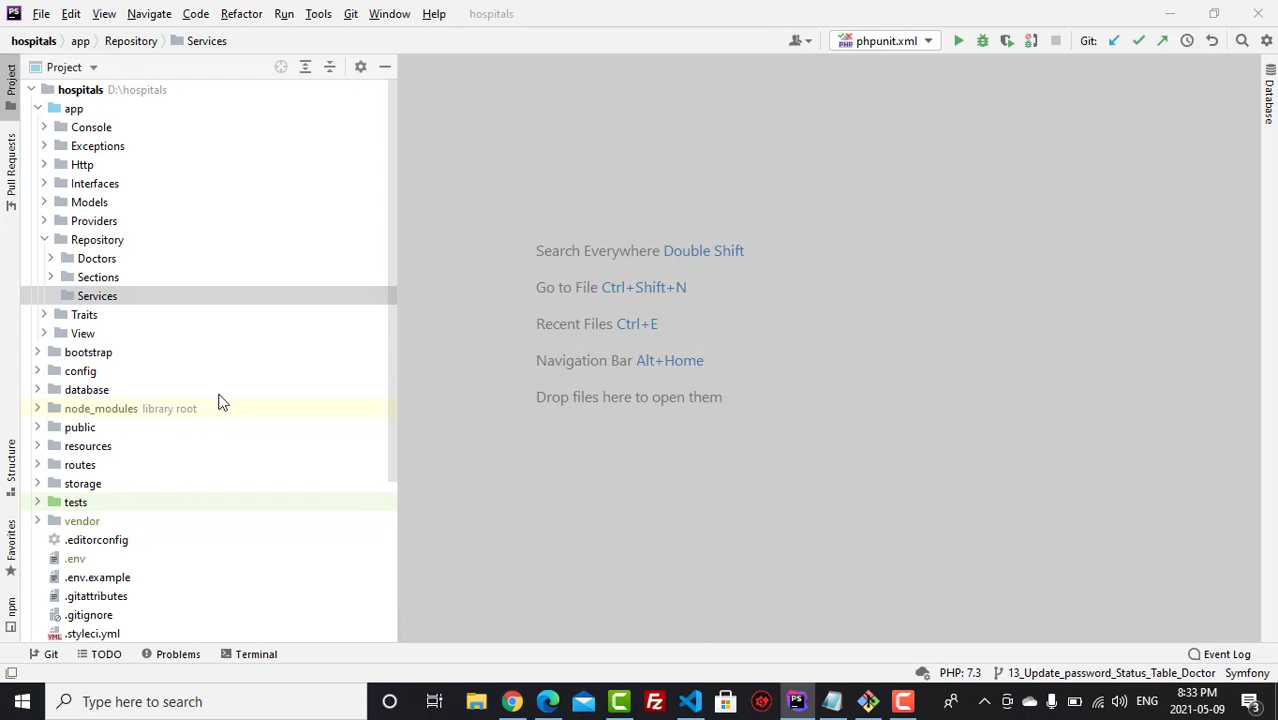 PS File Edit View Navigate Code Refactor Run Tools Git Window Help hospitals
hospitals app Repository Services phpunit.xml Git:
Project
hospitals D:\hospitals
app
Console
Exceptions
Http
Interfaces
Models
Providers
Repository
Doctors
Sections
Services
Traits
View
bootstrap
config
database
node_modules library root
public
resources
routes
storage
tests
vendor
.editorconfig
.env
.env.example
.gitattributes
.gitignore
.styleci.yml
Project
Pull Requests
Structure
Favorites
npm
Search Everywhere Double Shift
Go to File Ctrl+Shift+N
Recent Files Ctrl+E
Navigation Bar Alt+Home
Drop files here to open them
Database
Git TODO Problems Terminal Event Log
PHP: 7.3 13_Update_password_Status_Table_Doctor Symfony
Type here to search
ENG
8:33 PM
2021-05-09
3